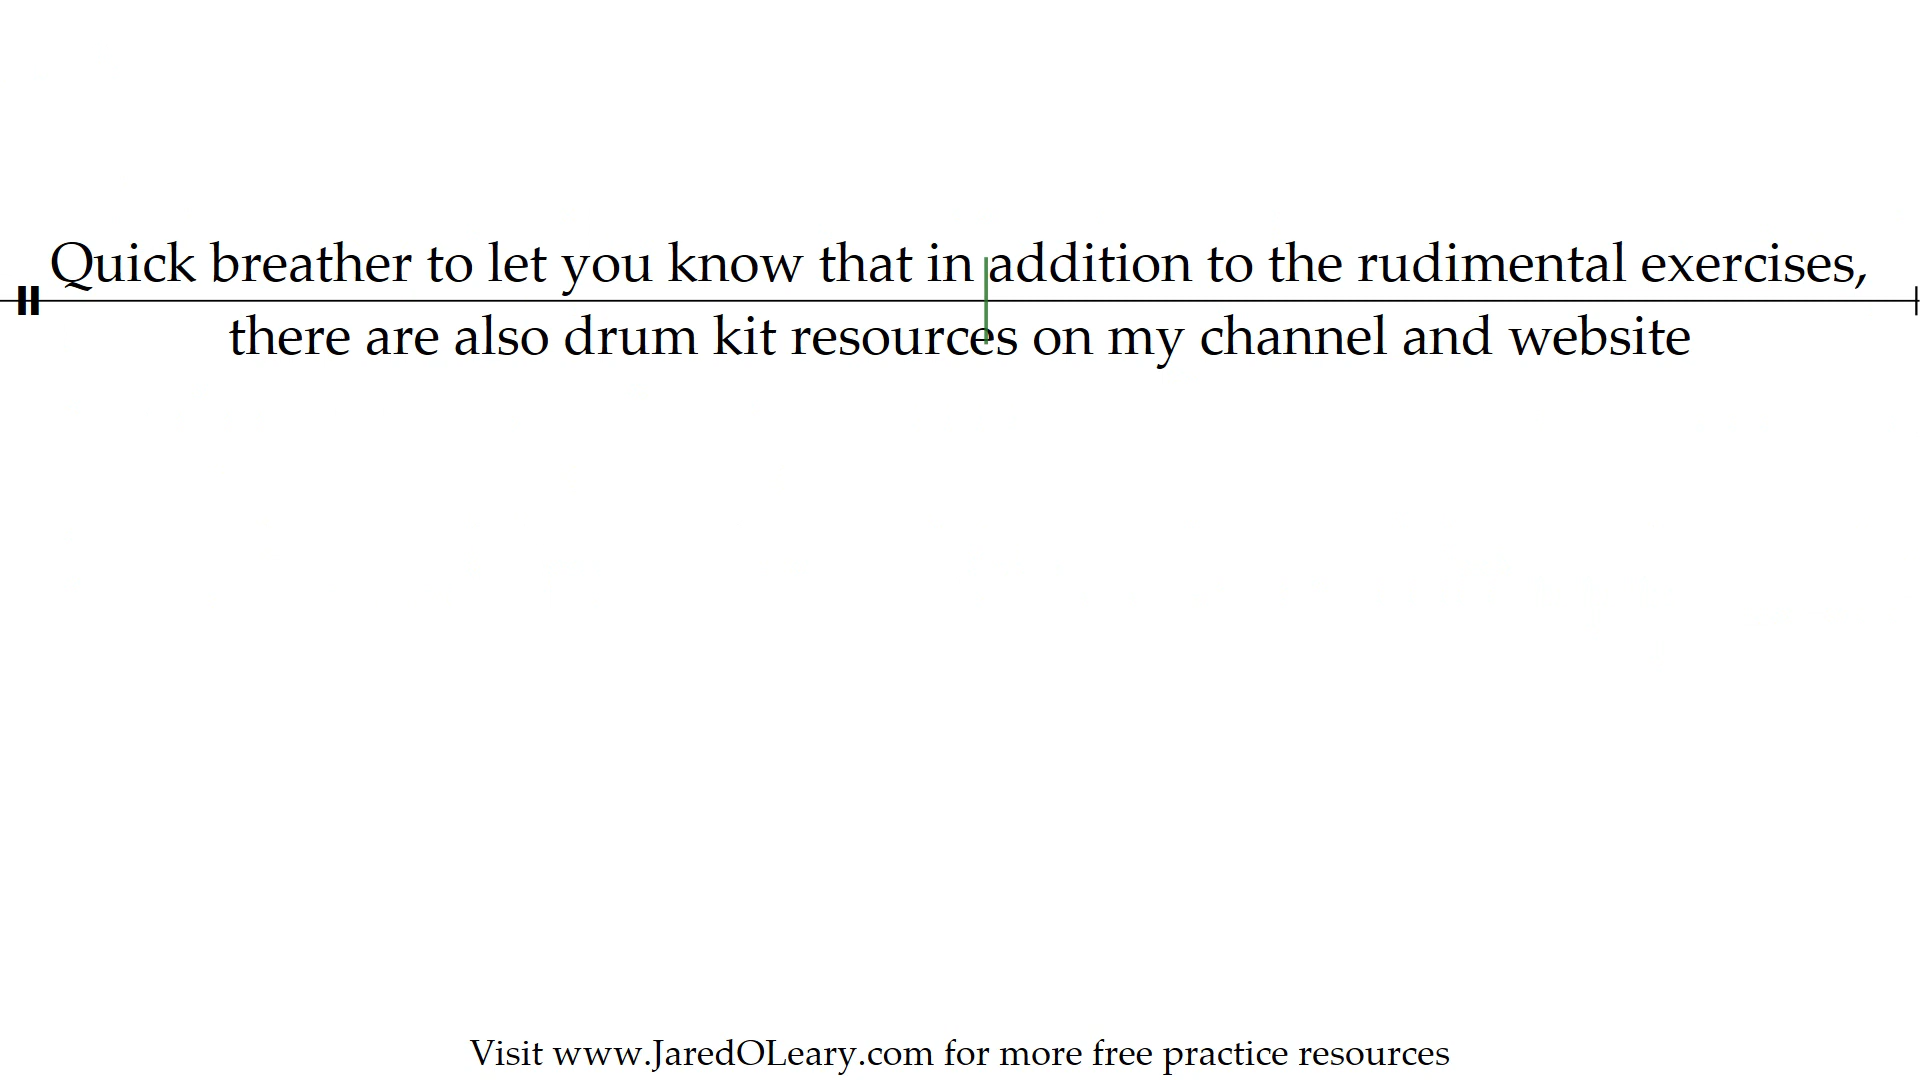 Quick breather to let you know that in addition to the rudimental exercises,
there are also drum kit resources on my channel and website
Visit www.JaredOLeary.com for more free practice resources